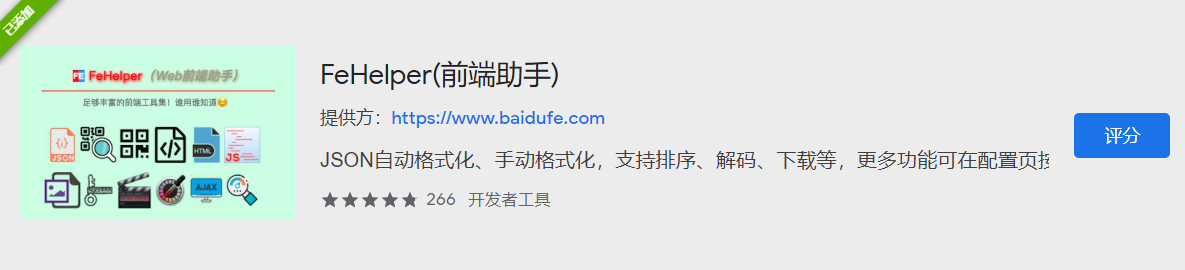 已添加
FeHelper（Web前端助手）
足够丰富的前端工具集！谁用谁知道😏
JSON
HTML
JS
AJAX
FeHelper(前端助手)
提供方：https://www.baidufe.com
JSON自动格式化、手动格式化，支持排序、解码、下载等，更多功能可在配置页按
266 开发者工具
评分